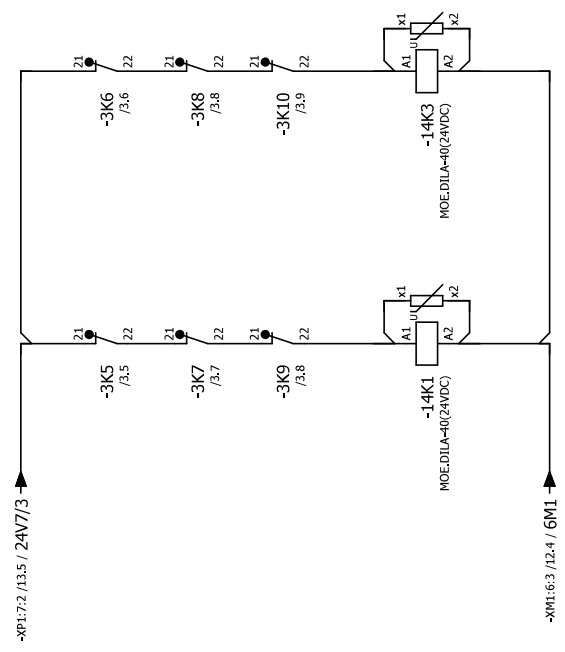 -XP1:7:2 /13.5 / 24V7/3
21
22
-3K5
/3.5
21
22
-3K7
/3.7
21
22
-3K9
/3.8
x1
x2
U
A1
A2
-14K1
MOE.DILA-40(24VDC)
21
22
-3K6
/3.6
21
22
-3K8
/3.8
21
22
-3K10
/3.9
x1
x2
U
A1
A2
-14K3
MOE.DILA-40(24VDC)
-XM1:6:3 /12.4 / 6M1